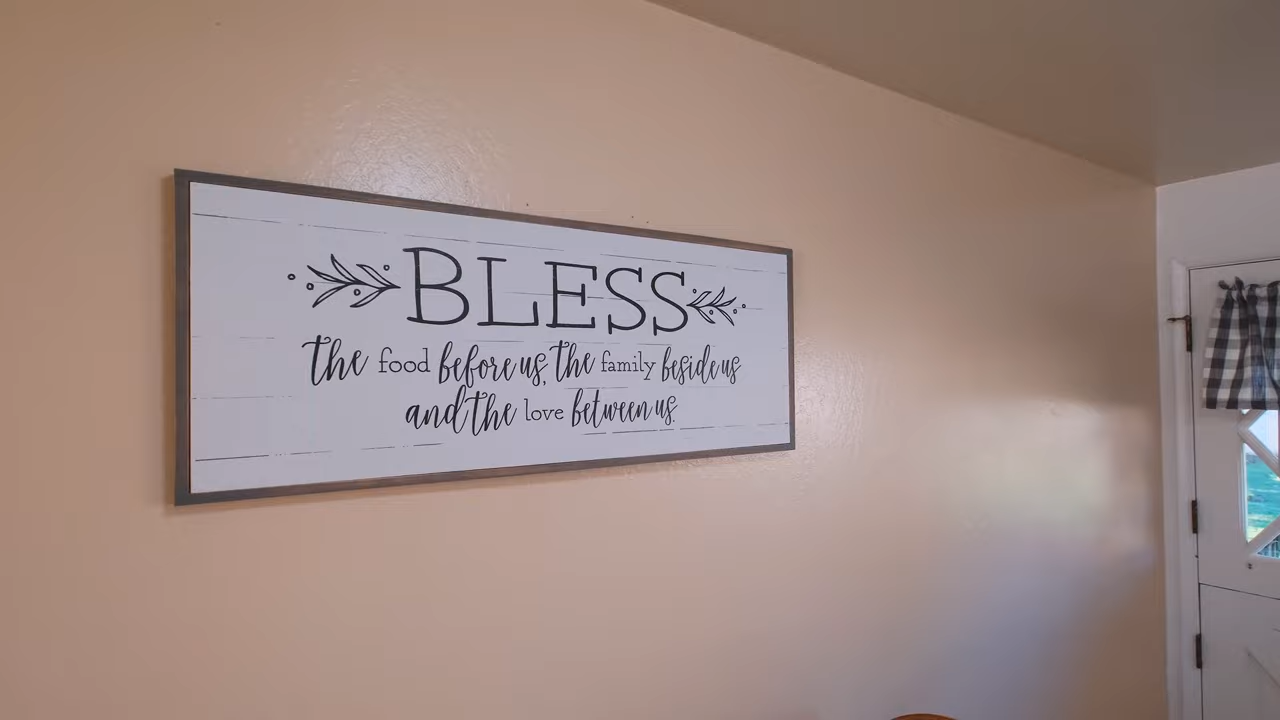 BLESS
the food before us, the family beside us
and the love between us.